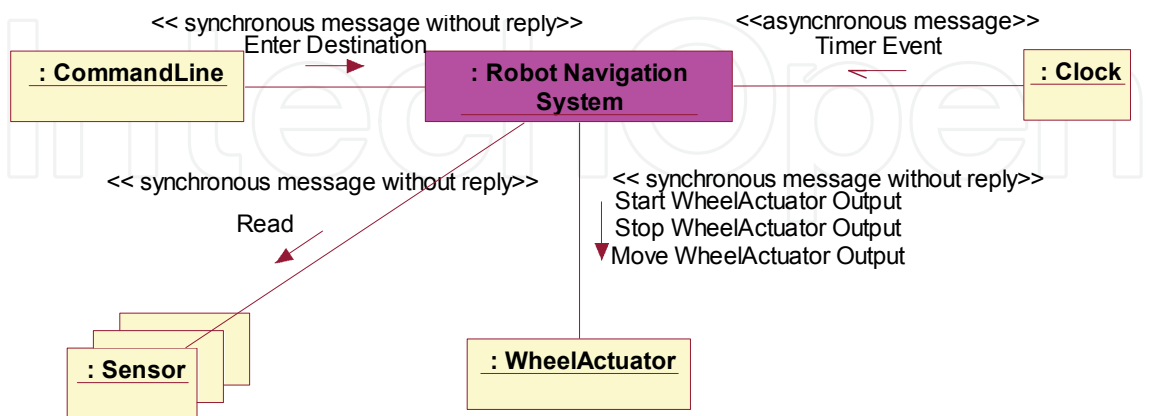 << synchronous message without reply>>
Enter Destination
<<asynchronous message>>
Timer Event
: CommandLine
: Robot Navigation
System
: Clock
IntechOpen
<< synchronous message without reply>>
Read
<< synchronous message without reply>>
Start WheelActuator Output
Stop WheelActuator Output
Move WheelActuator Output
: Sensor
: WheelActuator